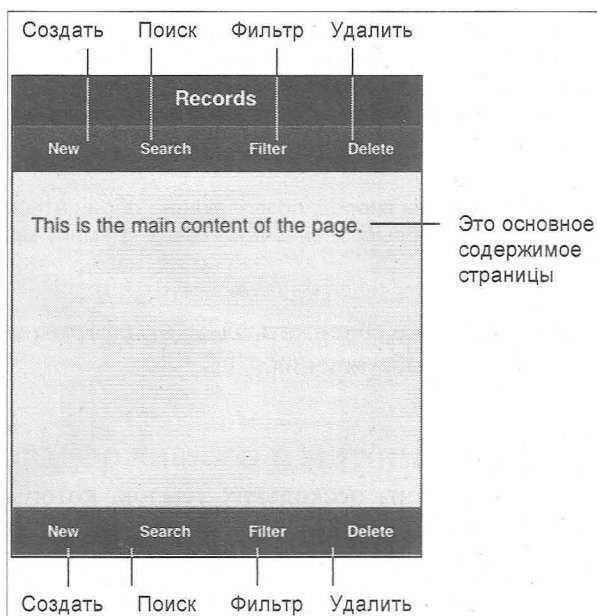 Создать Поиск Фильтр Удалить
Records
New Search Filter Delete
This is the main content of the page.
Это основное
содержимое
страницы
New Search Filter Delete
Создать Поиск Фильтр Удалить